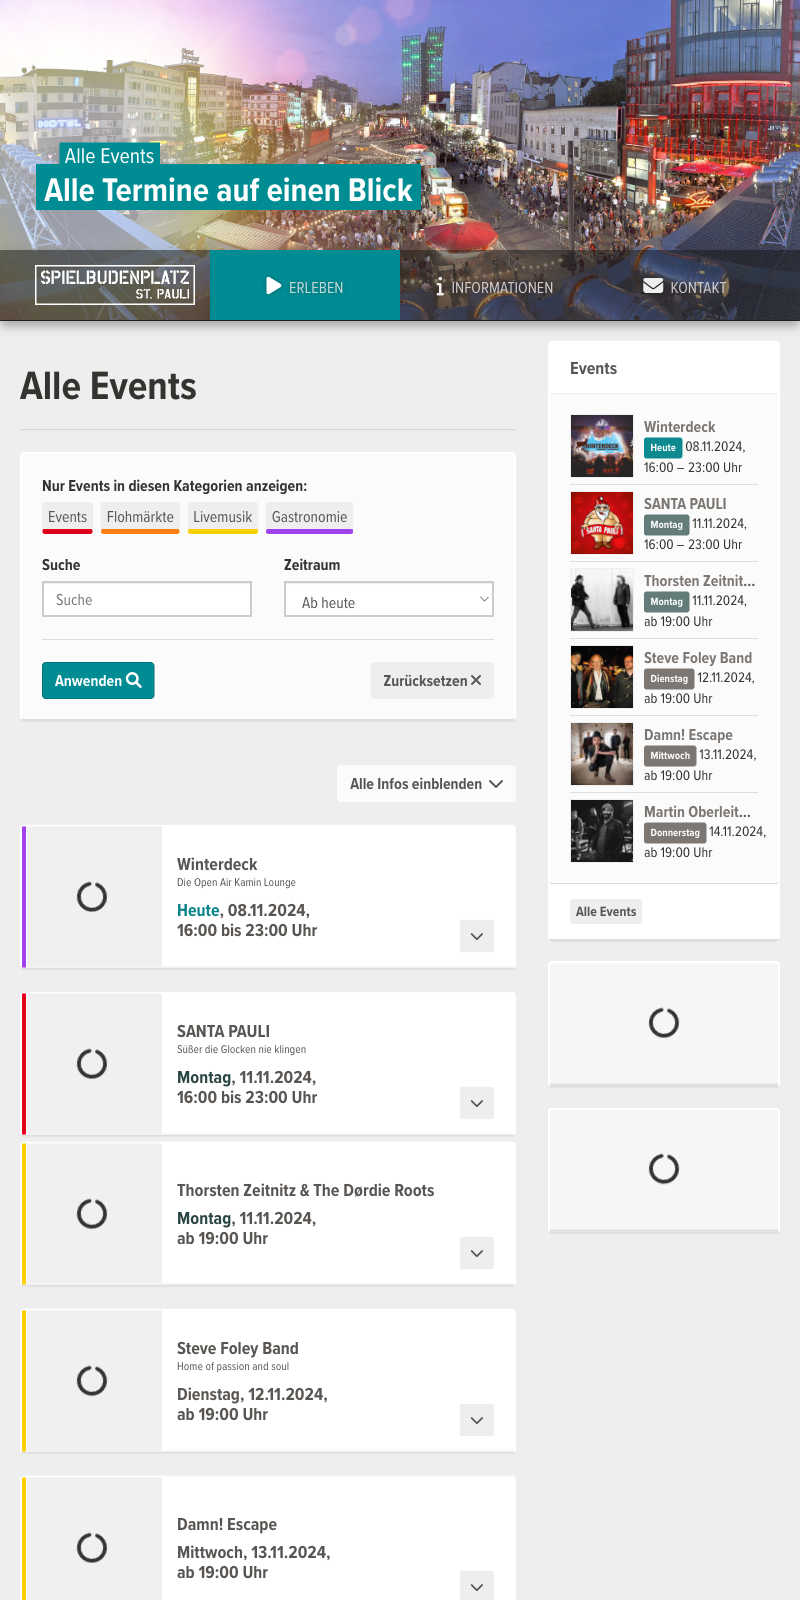 HOTEL
Alle Events
Alle Termine auf einen Blick
SPIELBUDENPLATZ
ST. PAULI
ERLEBEN
INFORMATIONEN
KONTAKT
Alle Events
Nur Events in diesen Kategorien anzeigen:
Events
Flohmärkte
Livemusik
Gastronomie
Suche
Zeitraum
Suche
Ab heute
Anwenden
Zurücksetzen
Alle Infos einblenden
Winterdeck
Die Open Air Kamin Lounge
Heute, 08.11.2024,
16:00 bis 23:00 Uhr
SANTA PAULI
Süßer die Glocken nie klingen
Montag, 11.11.2024,
16:00 bis 23:00 Uhr
Thorsten Zeitnitz & The Dørdie Roots
Montag, 11.11.2024,
ab 19:00 Uhr
Steve Foley Band
Home of passion and soul
Dienstag, 12.11.2024,
ab 19:00 Uhr
Damn! Escape
Mittwoch, 13.11.2024,
ab 19:00 Uhr
Events
Winterdeck
Heute 08.11.2024,
16:00 – 23:00 Uhr
SANTA PAULI
SANTA PAULI
Montag 11.11.2024,
16:00 – 23:00 Uhr
Thorsten Zeitnit...
Montag 11.11.2024,
ab 19:00 Uhr
Steve Foley Band
Dienstag 12.11.2024,
ab 19:00 Uhr
Damn! Escape
Mittwoch 13.11.2024,
ab 19:00 Uhr
Martin Oberleit...
Donnerstag 14.11.2024,
ab 19:00 Uhr
Alle Events